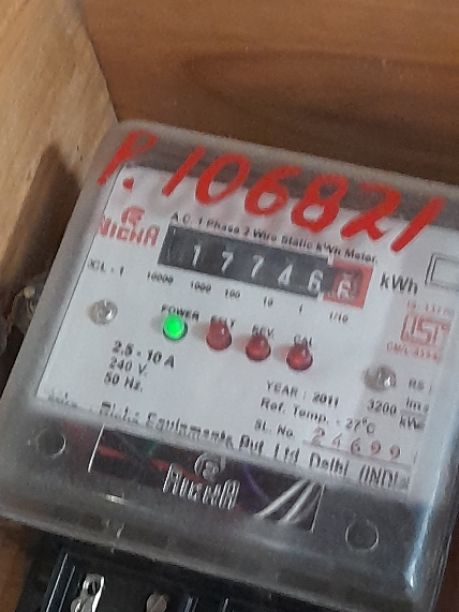 P. 106821
NICHA
A.C. 1 Phase 2 Wire Static kWh Meter
177466 kWh
CL - 1 10000 1000 100 10 1 1/10
POWER E.L.T REV. CAL
2.5 - 10 A
240 V.
50 Hz.
YEAR : 2011
Ref. Temp. - 27°C
SL. No. 24699
3200
Equipments Pvt. Ltd. Delhi (INDIA
NICHA